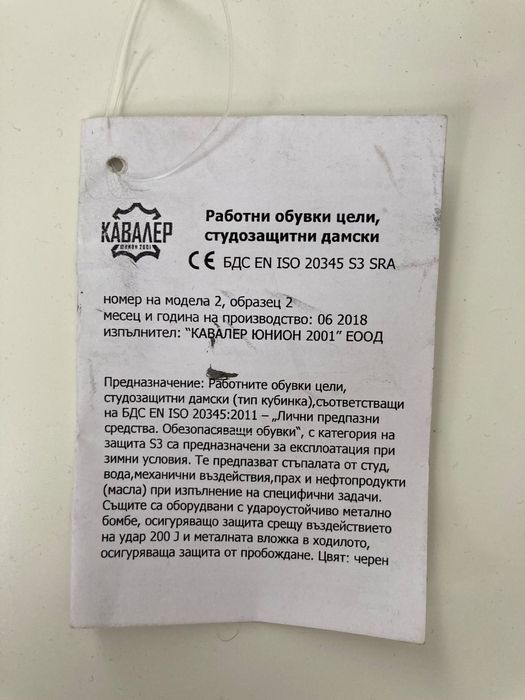 КАВАЛЕР
ЮНИОН 2001
Работни обувки цели,
студозащитни дамски
CE БДС EN ISO 20345 S3 SRA
номер на модела 2, образец 2
месец и година на производство: 06 2018
изпълнител: "КАВАЛЕР ЮНИОН 2001" ЕООД
Предназначение: Работните обувки цели,
студозащитни дамски (тип кубинка),съответстващи
на БДС EN ISO 20345:2011 – „Лични предпазни
средства. Обезопасяващи обувки“, с категория на
защита S3 са предназначени за експлоатация при
зимни условия. Те предпазват стъпалата от студ,
вода,механични въздействия,прах и нефтопродукти
(масла) при изпълнение на специфични задачи.
Същите са оборудвани с удароустойчиво метално
бомбе, осигуряващо защита срещу въздействието
на удар 200 J и металната вложка в ходилото,
осигуряваща защита от пробождане. Цвят: черен